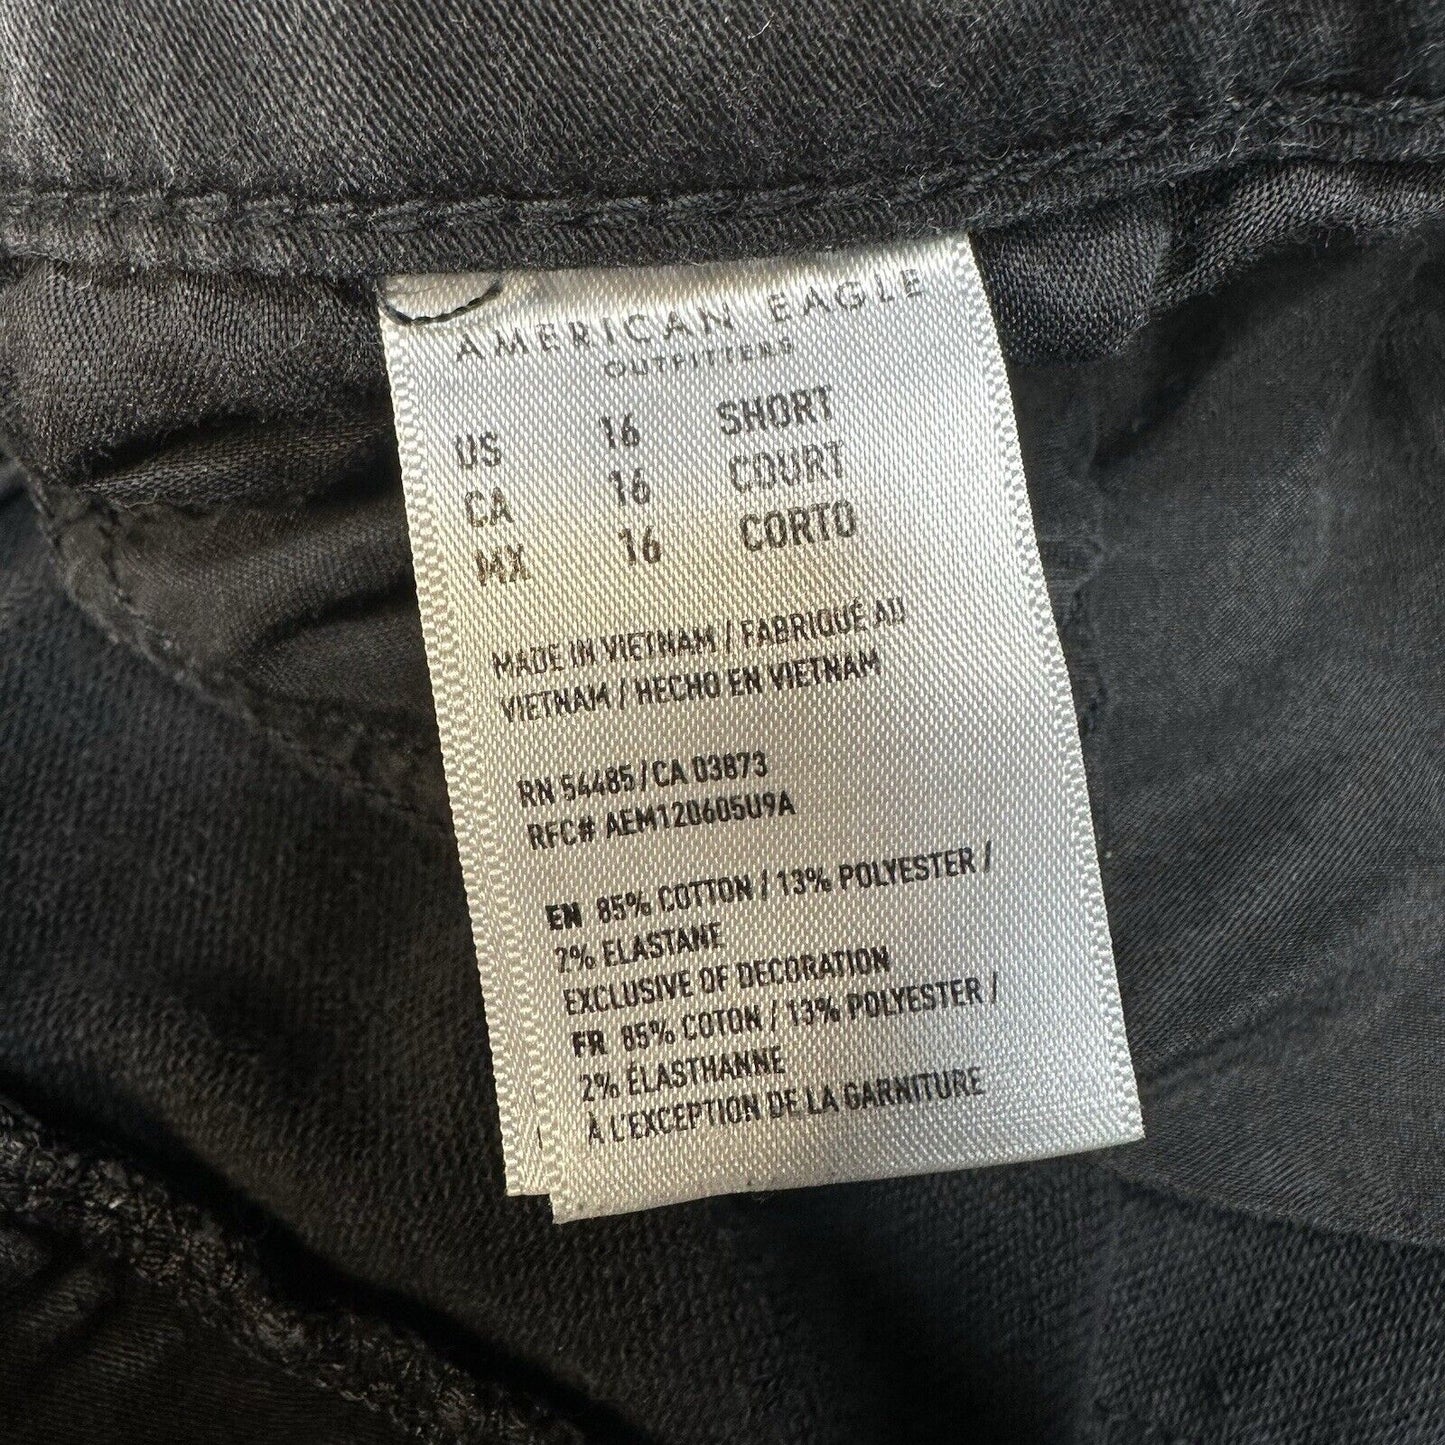 AMERICAN EAGLE
OUTFITTERS
US 16 SHORT
CA 16 COURT
MX 16 CORTO
MADE IN VIETNAM / FABRIQUÉ AU
VIETNAM / HECHO EN VIETNAM
RN 54485 / CA 03873
RFC# AEM120605U9A
EN 85% COTTON / 13% POLYESTER /
2% ELASTANE
EXCLUSIVE OF DECORATION
FR 85% COTON / 13% POLYESTER /
2% ÉLASTHANNE
À L'EXCEPTION DE LA GARNITURE